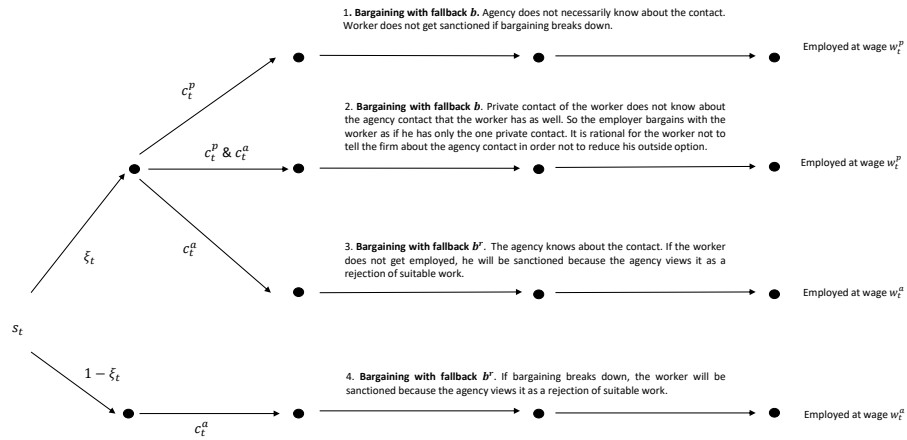 1. Bargaining with fallback b. Agency does not necessarily know about the contact.
Worker does not get sanctioned if bargaining breaks down.
Employed at wage w_t^p
c_t^p
2. Bargaining with fallback b. Private contact of the worker does not know about
the agency contact that the worker has as well. So the employer bargains with the
worker as if he has only the one private contact. It is rational for the worker not to
tell the firm about the agency contact in order not to reduce his outside option.
c_t^p & c_t^a
Employed at wage w_t^p
c_t^a
3. Bargaining with fallback b^r. The agency knows about the contact. If the worker
does not get employed, he will be sanctioned because the agency views it as a
rejection of suitable work.
ξ_t
Employed at wage w_t^a
s_t
1 − ξ_t
4. Bargaining with fallback b^r. If bargaining breaks down, the worker will be
sanctioned because the agency views it as a rejection of suitable work.
c_t^a
Employed at wage w_t^a